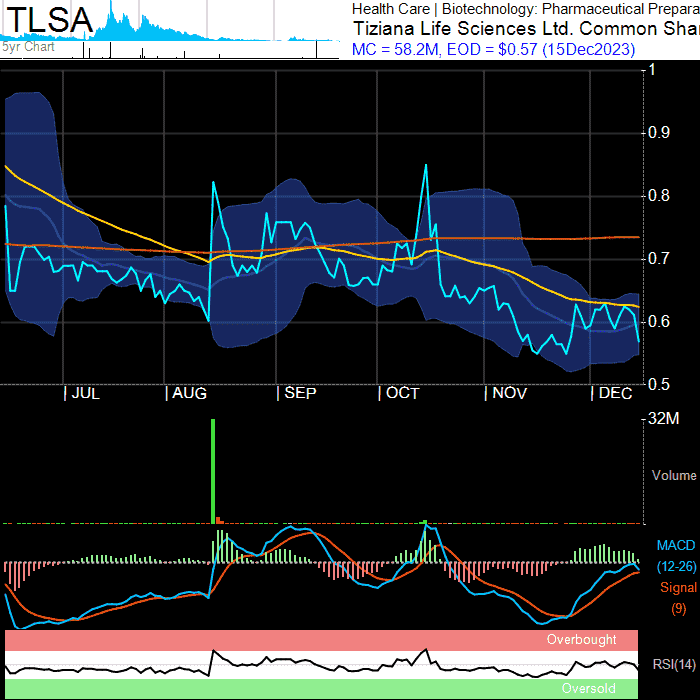 TLSA
5yr Chart
Health Care | Biotechnology: Pharmaceutical Prepara
Tiziana Life Sciences Ltd. Common Shar
MC = 58.2M, EOD = $0.57 (15Dec2023)
1
0.9
0.8
0.7
0.6
0.5
JUL AUG SEP OCT NOV DEC
32M
Volume
MACD
(12-26)
Signal
(9)
Overbought
RSI(14)
Oversold